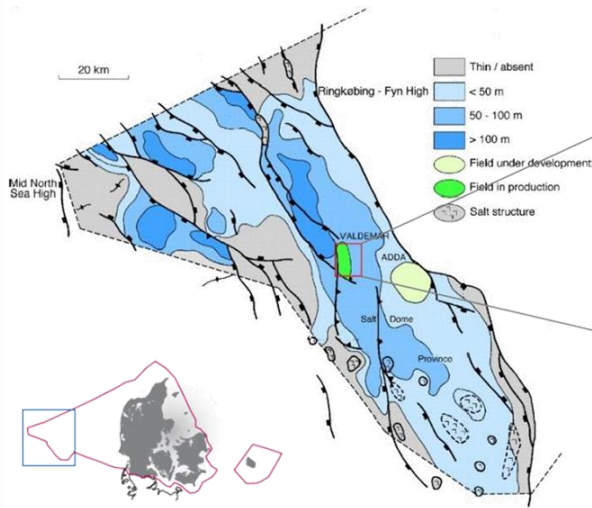 20 km
Ringkøbing - Fyn High
Thin / absent
< 50 m
50 - 100 m
> 100 m
Field under development
Field in production
Salt structure
Mid North
Sea High
VALDEMAR
ADDA
Salt Dome
Province